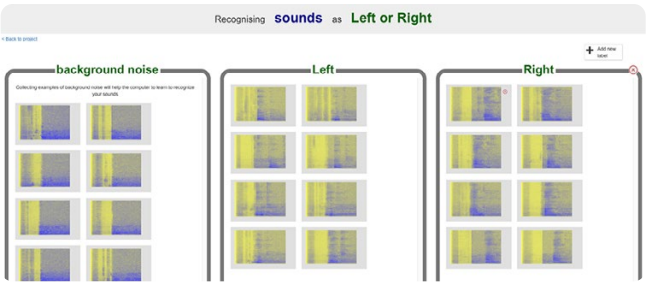 Recognising sounds as Left or Right
< Back to project
Add new
label
background noise
Collecting examples of background noise will help the computer to learn to recognise
your sounds
Left
Right